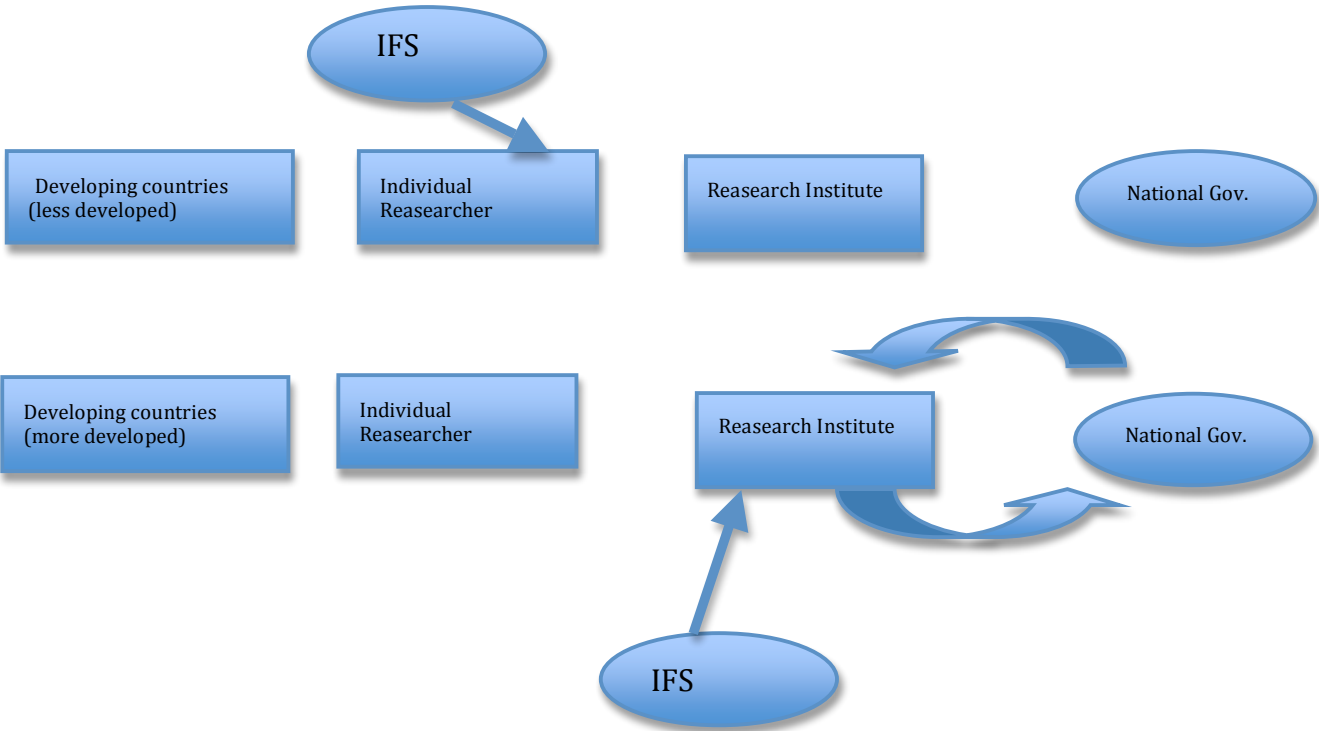 IFS
Developing countries
(less developed)
Individual
Reasearcher
Reasearch Institute
National Gov.
Developing countries
(more developed)
Individual
Reasearcher
Reasearch Institute
National Gov.
IFS